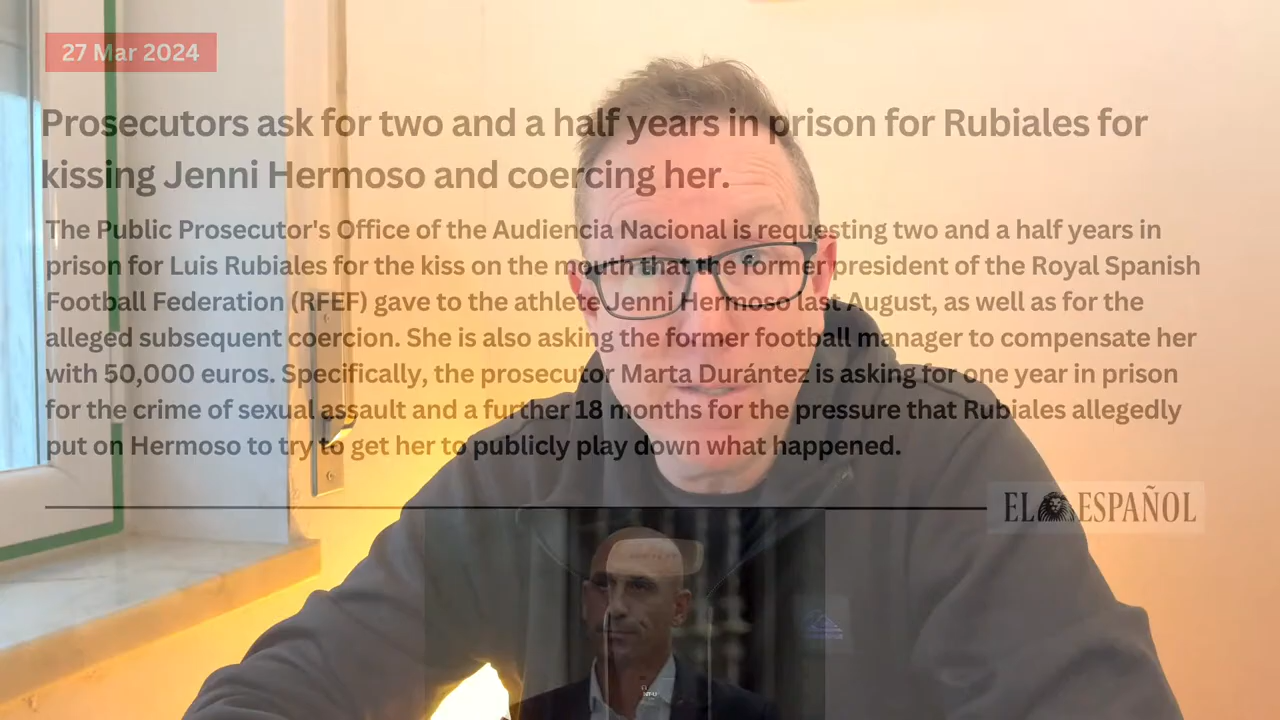 27 Mar 2024
Prosecutors ask for two and a half years in prison for Rubiales for
kissing Jenni Hermoso and coercing her.
The Public Prosecutor's Office of the Audiencia Nacional is requesting two and a half years in
prison for Luis Rubiales for the kiss on the mouth that the former president of the Royal Spanish
Football Federation (RFEF) gave to the athlete Jenni Hermoso last August, as well as for the
alleged subsequent coercion. She is also asking the former football manager to compensate her
with 50,000 euros. Specifically, the prosecutor Marta Durántez is asking for one year in prison
for the crime of sexual assault and a further 18 months for the pressure that Rubiales allegedly
put on Hermoso to try to get her to publicly play down what happened.
EL ESPAÑOL